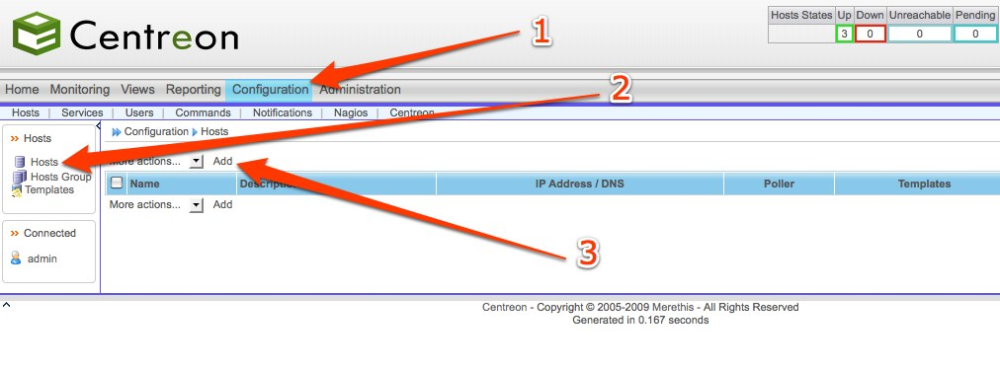 Centreon
Hosts States Up Down Unreachable Pending
3 0 0 0
1
Home Monitoring Views Reporting Configuration Administration
2
Hosts | Services | Users | Commands | Notifications | Nagios | Centreon
Hosts
Configuration Hosts
Hosts
More actions... Add
Hosts Group
Templates
Name IP Address / DNS Poller Templates
More actions... Add
Connected
admin
3
Centreon - Copyright © 2005-2009 Merethis - All Rights Reserved
Generated in 0.167 seconds